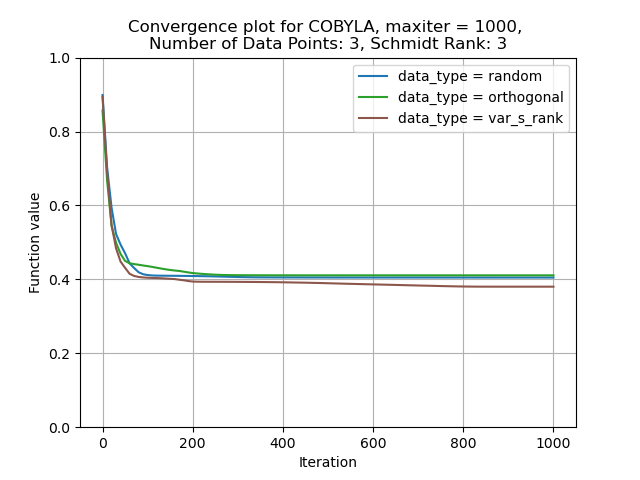 Convergence plot for COBYLA, maxiter = 1000,
Number of Data Points: 3, Schmidt Rank: 3
data_type = random
data_type = orthogonal
data_type = var_s_rank
1.0
0.8
0.6
0.4
0.2
0.0
Function value
0 200 400 600 800 1000
Iteration